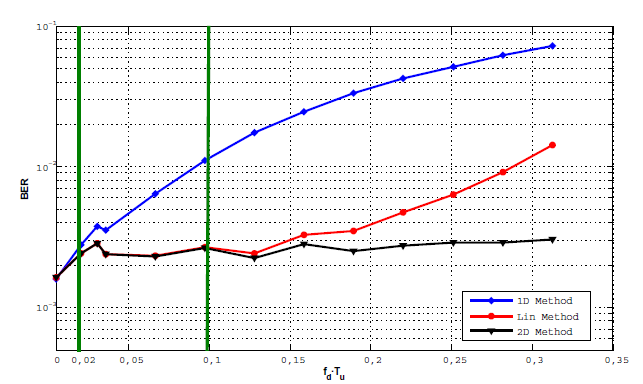 10⁻¹
10⁻²
10⁻³
BER
1D Method
Lin Method
2D Method
0 0,02 0,05 0,1 0,15 0,2 0,25 0,3 0,35
f_d·T_u